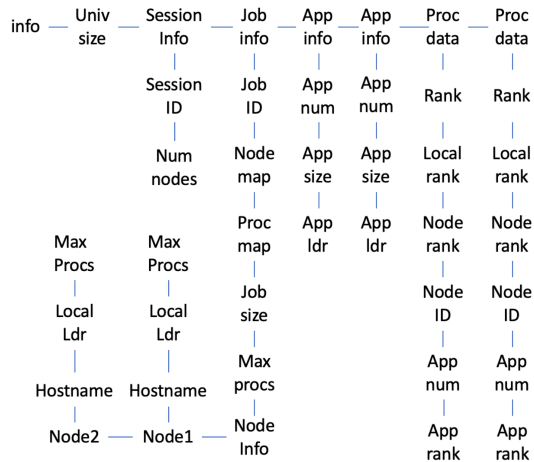 info
Univ
size
Session
Info
Job
info
App
info
App
info
Proc
data
Proc
data
Session
ID
Job
ID
App
num
App
num
Rank
Rank
Num
nodes
Node
map
App
size
App
size
Local
rank
Local
rank
Max
Procs
Max
Procs
Proc
map
App
ldr
App
ldr
Node
rank
Node
rank
Local
Ldr
Local
Ldr
Job
size
Node
ID
Node
ID
Hostname
Hostname
Max
procs
App
num
App
num
Node2
Node1
Node
Info
App
rank
App
rank